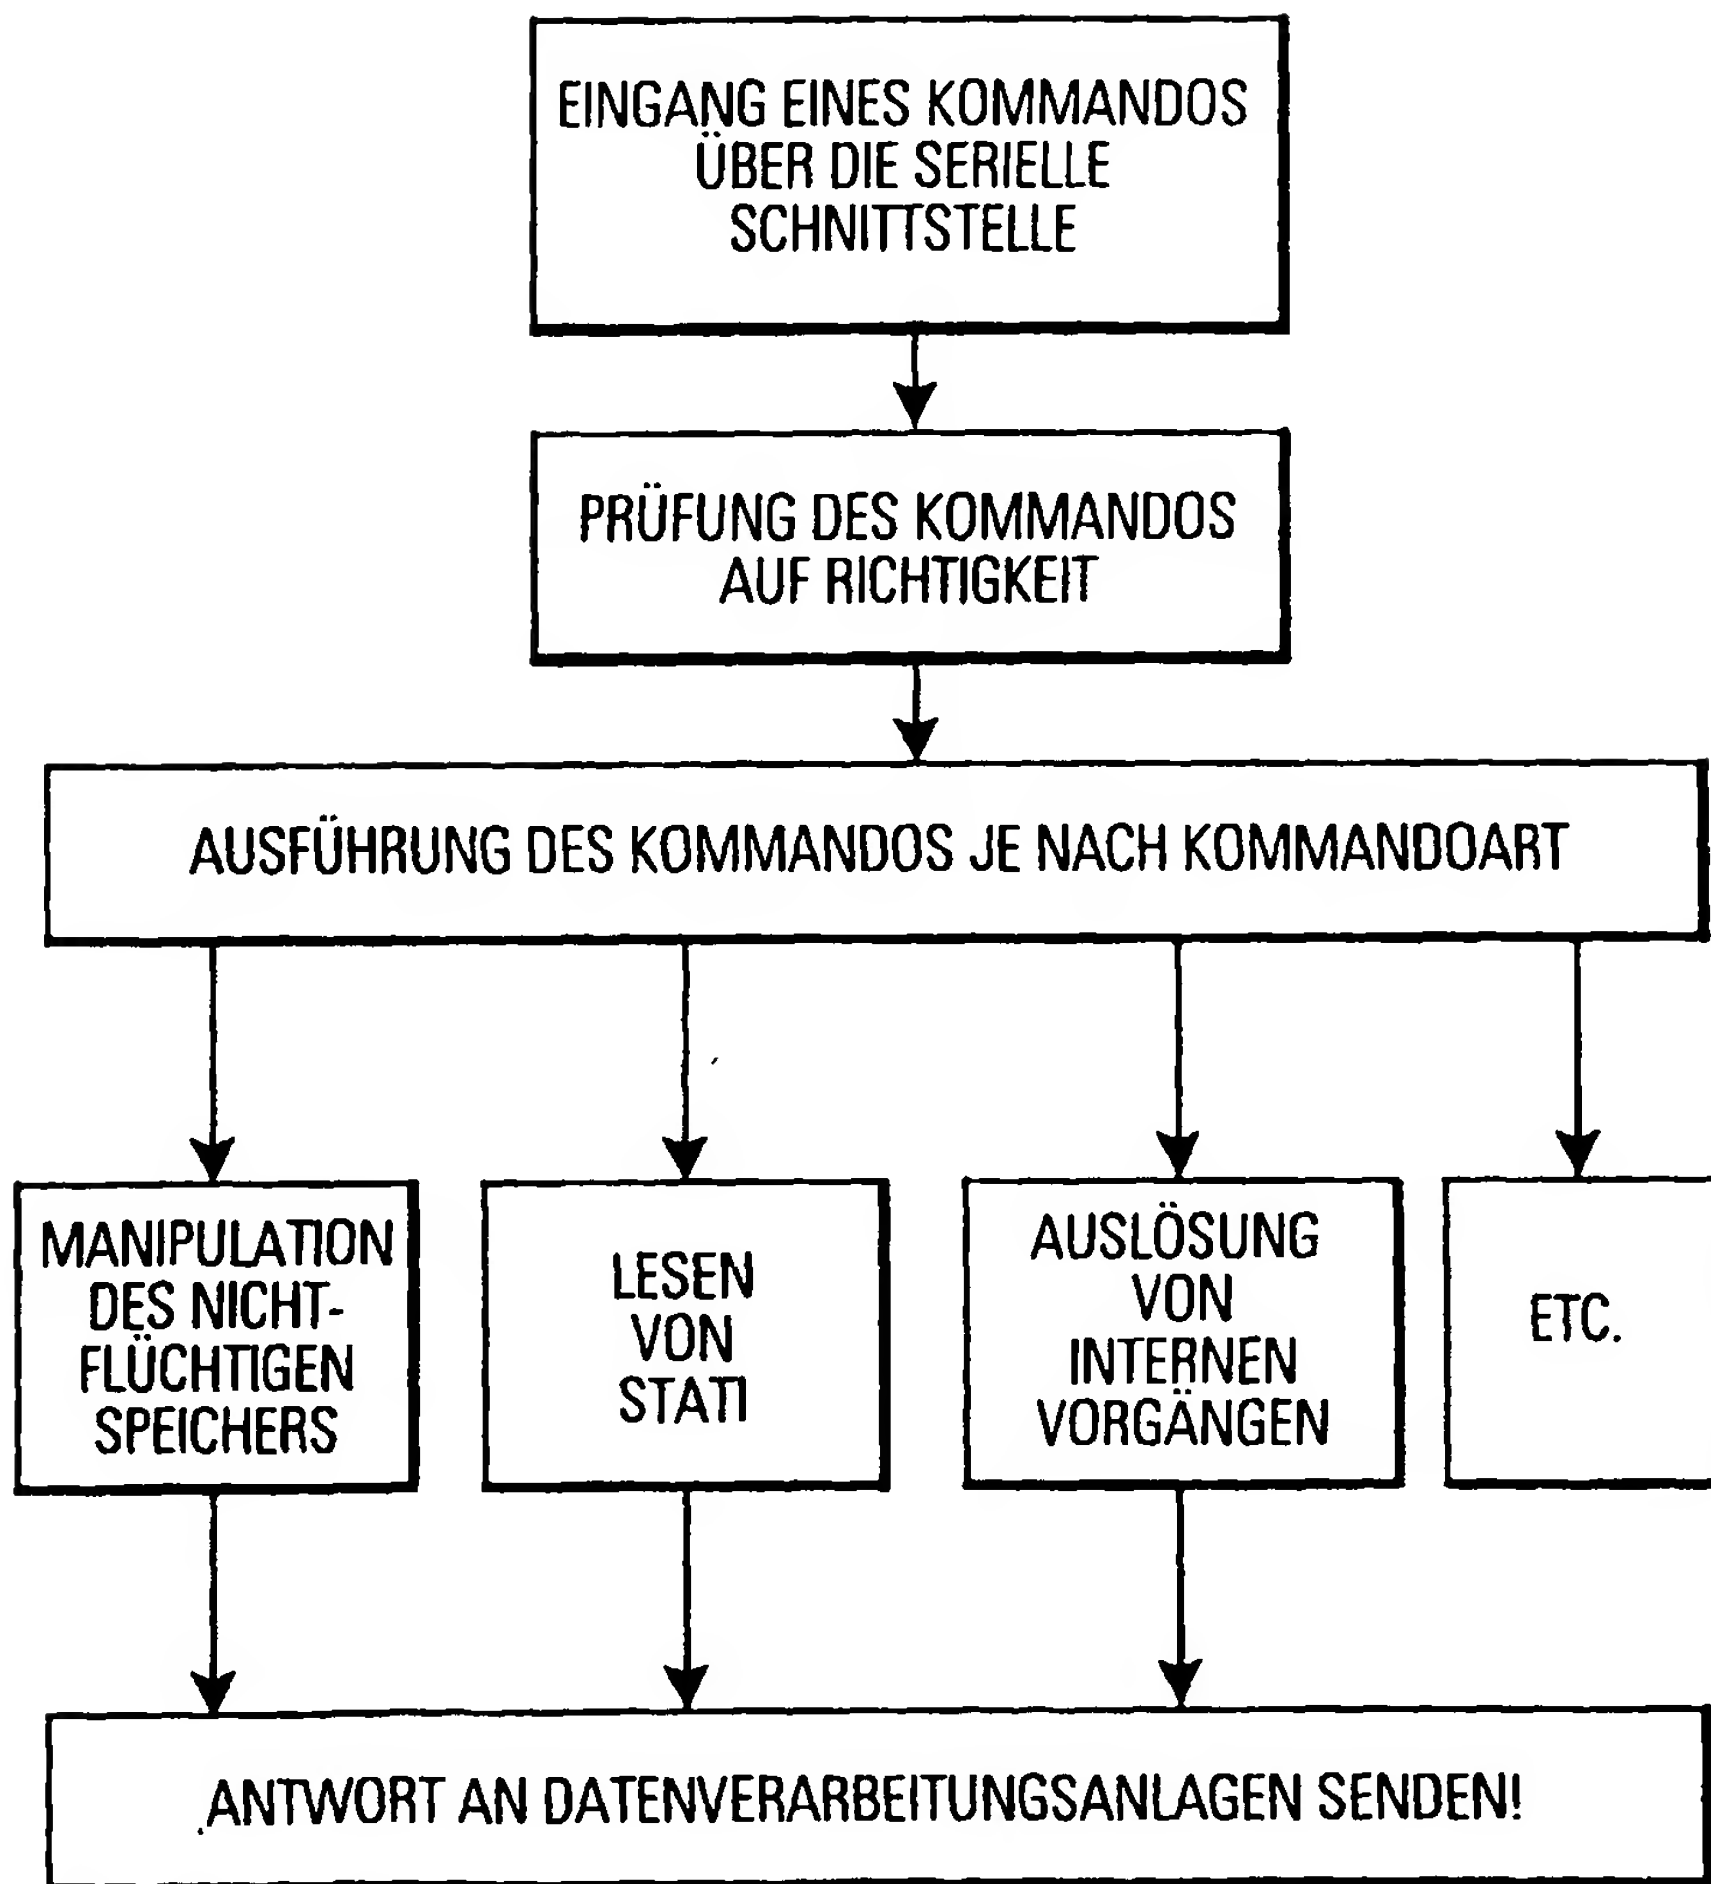 EINGANG EINES KOMMANDOS
ÜBER DIE SERIELLE
SCHNITTSTELLE
PRÜFUNG DES KOMMANDOS
AUF RICHTIGKEIT
AUSFÜHRUNG DES KOMMANDOS JE NACH KOMMANDOART
MANIPULATION
DES NICHT-
FLÜCHTIGEN
SPEICHERS
LESEN
VON
STATI
AUSLÖSUNG
VON
INTERNEN
VORGÄNGEN
ETC.
ANTWORT AN DATENVERARBEITUNGSANLAGEN SENDEN!